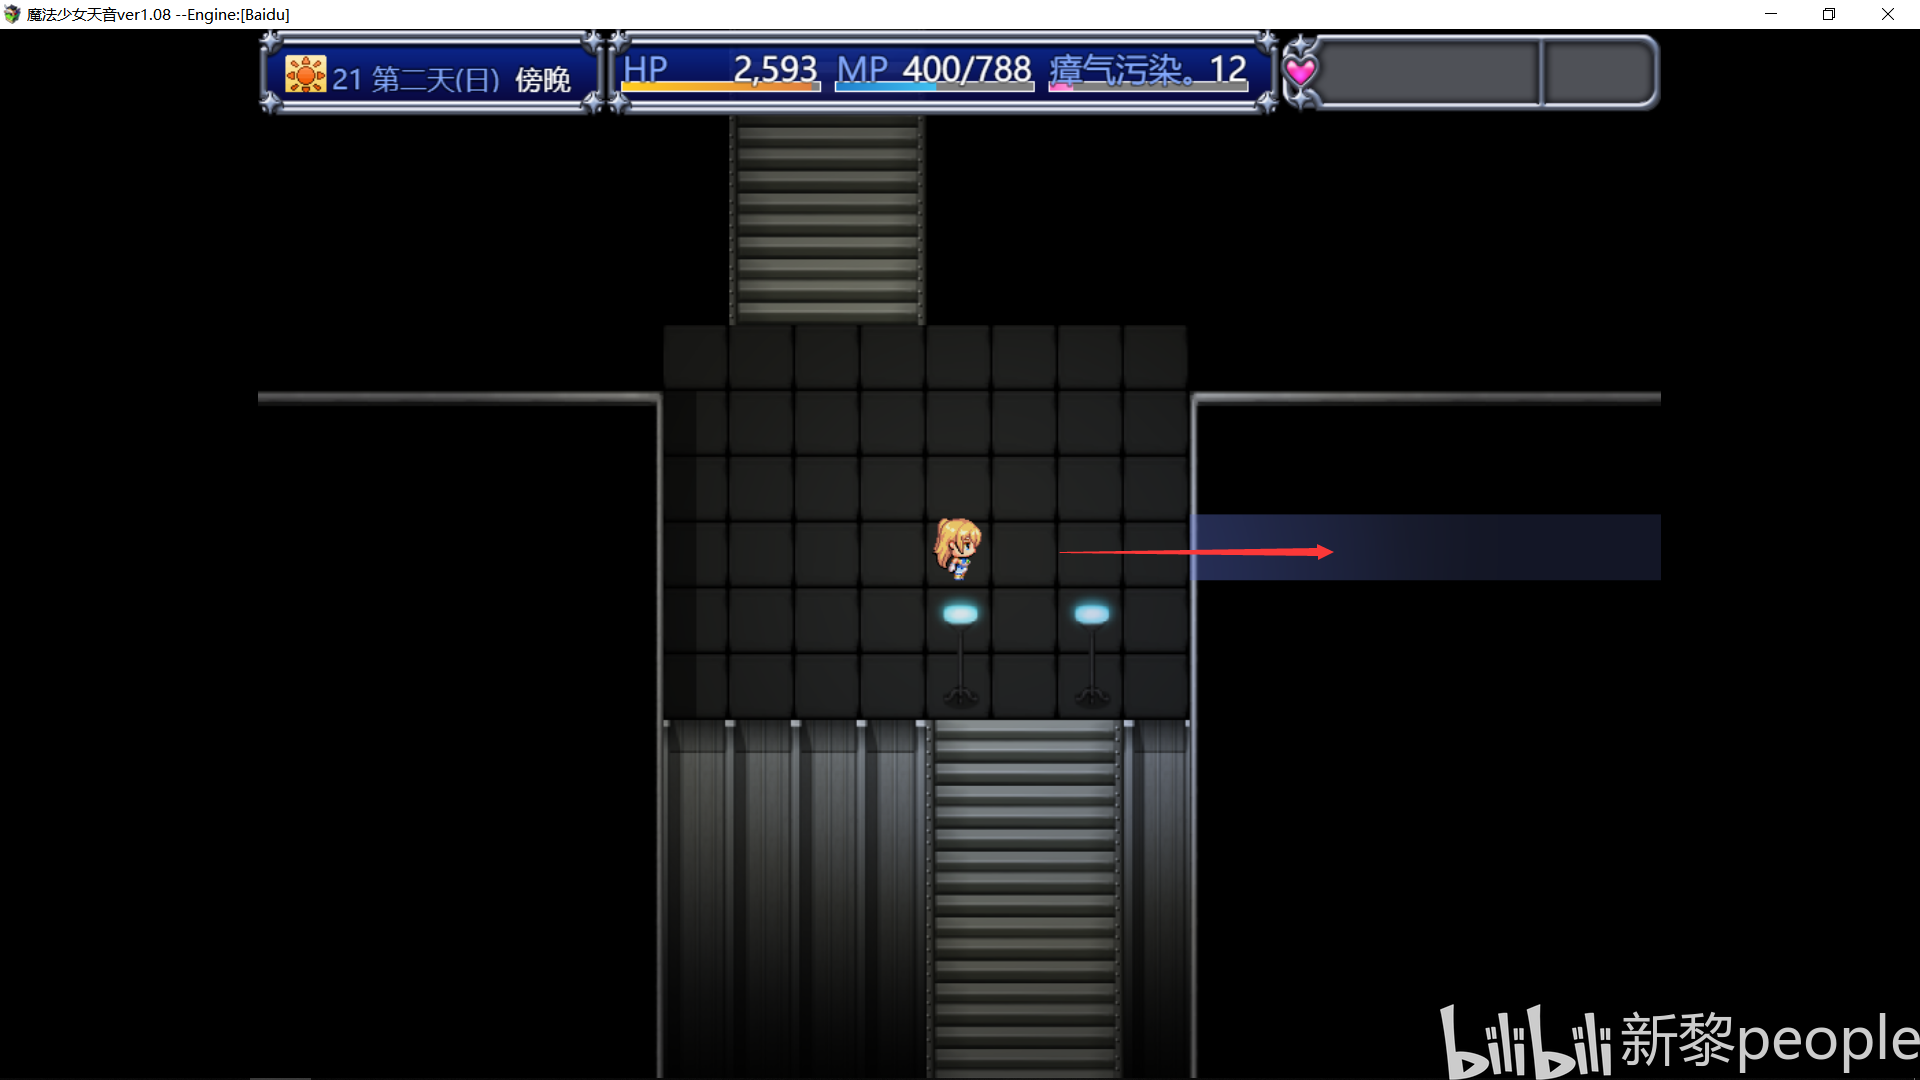 魔法少女天音ver1.08 --Engine:[Baidu]
21 第二天(日) 傍晚
HP 2,593 MP 400/788 瘴气污染。12
bilibili 新黎people